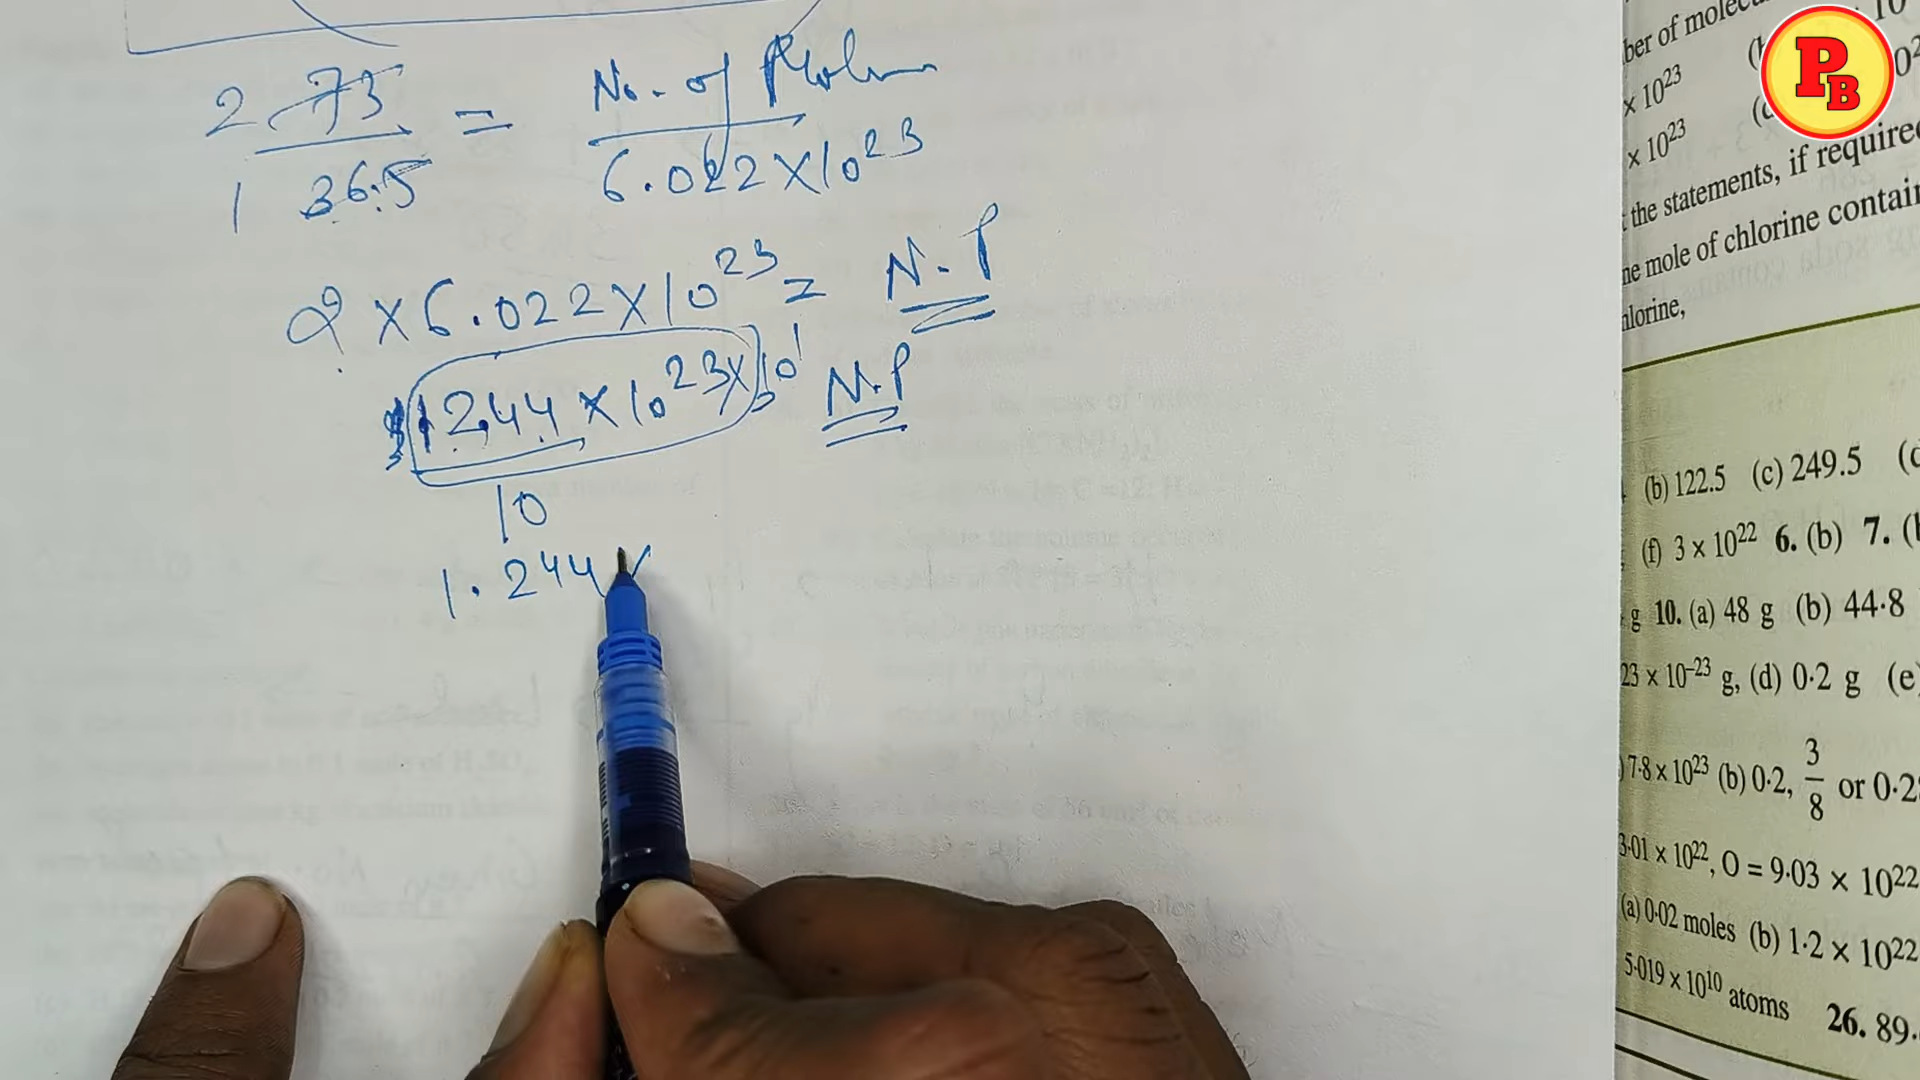 2 73 = No. of
1 36.5 6.022×10²³
2 × 6.022×10²³ = N.P
12.44 × 10²³ × 10¹ N.P
10
1.244 ×
PB
ber of molec
× 10²³
× 10²³
the statements, if require
ne mole of chlorine contai
hlorine,
(b) 122.5 (c) 249.5
(f) 3 × 10²² 6. (b) 7.
g 10. (a) 48 g (b) 44·8
23 × 10⁻²³ g, (d) 0·2 g (e)
7·8 × 10²³ (b) 0·2, 3/8 or 0·2
3·01 × 10²², O = 9·03 × 10²²
(a) 0·02 moles (b) 1·2 × 10²²
5·019 × 10¹⁰ atoms 26. 89·